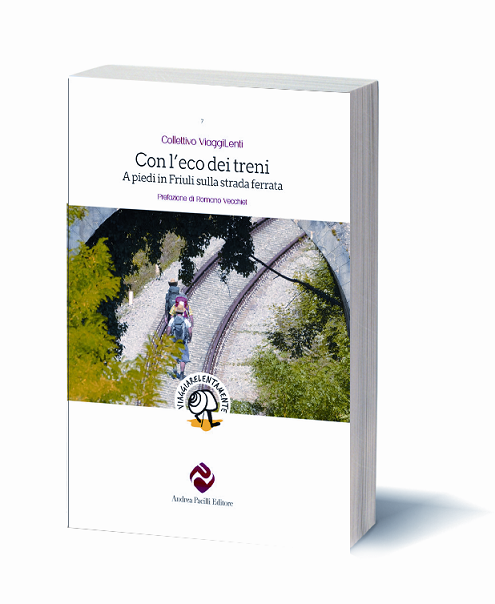 7
Collettivo ViaggiLenti
Con l'eco dei treni
A piedi in Friuli sulla strada ferrata
Prefazione di Romano Vecchiet
VIAGGIARELENTAMENTE
Andrea Pacilli Editore